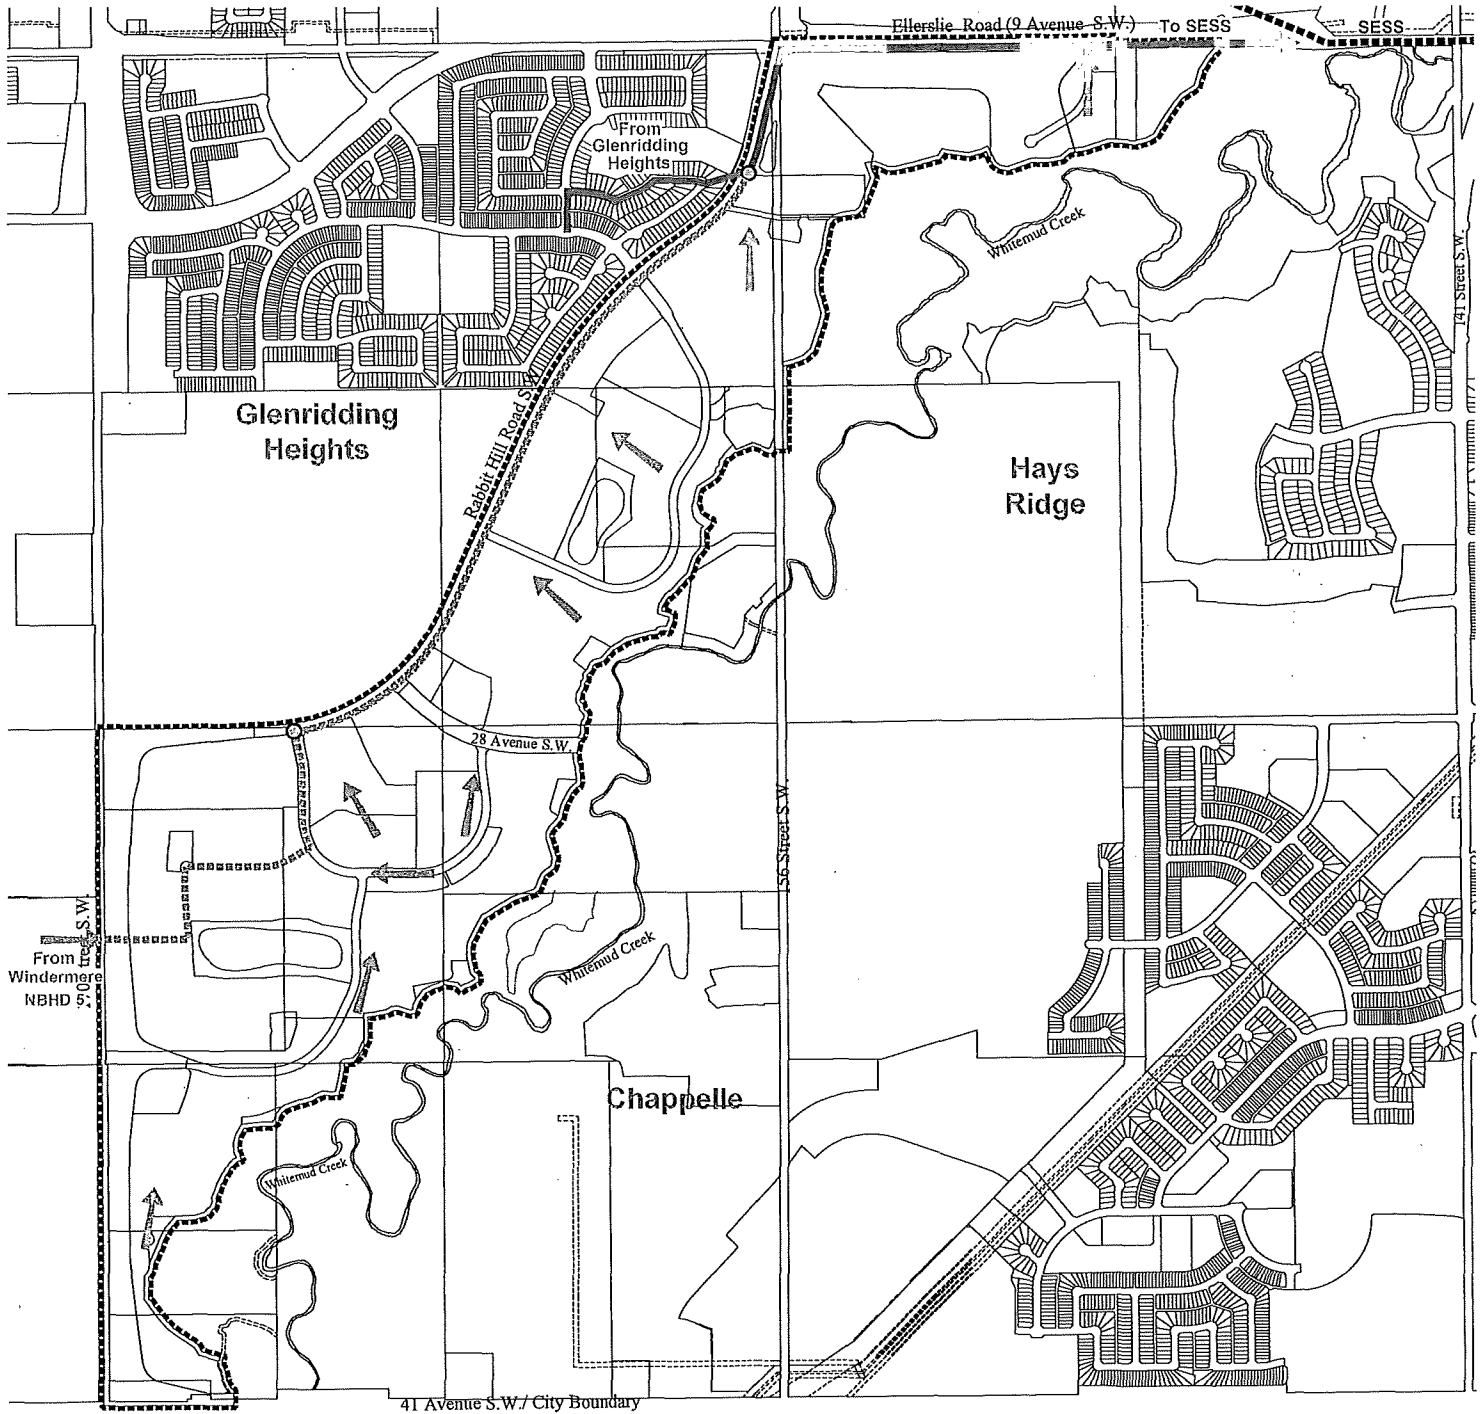 Ellerslie Road (9 Avenue S.W.)
To SESS
SESS
From
Glenridding
Heights
Whitemud Creek
141 Street S.W.
Glenridding
Heights
Rabbit Hill Road S.W.
Hays
Ridge
28 Avenue S.W.
156 Street S.W.
From
Windermere
NBHD 5
S.W.
Whitemud Creek
Chappelle
Whitemud Creek
41 Avenue S.W./ City Boundary